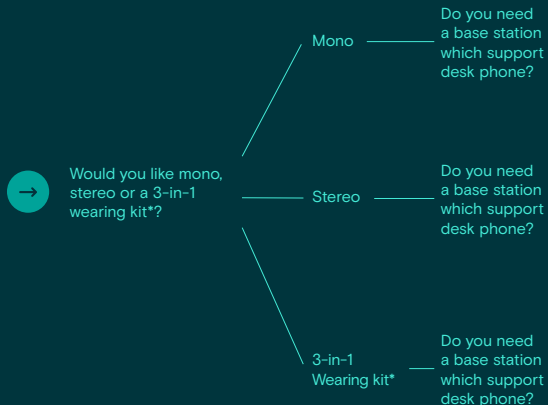 Would you like mono,
stereo or a 3-in-1
wearing kit*?
Mono
Do you need
a base station
which support
desk phone?
Stereo
Do you need
a base station
which support
desk phone?
3-in-1
Wearing kit*
Do you need
a base station
which support
desk phone?